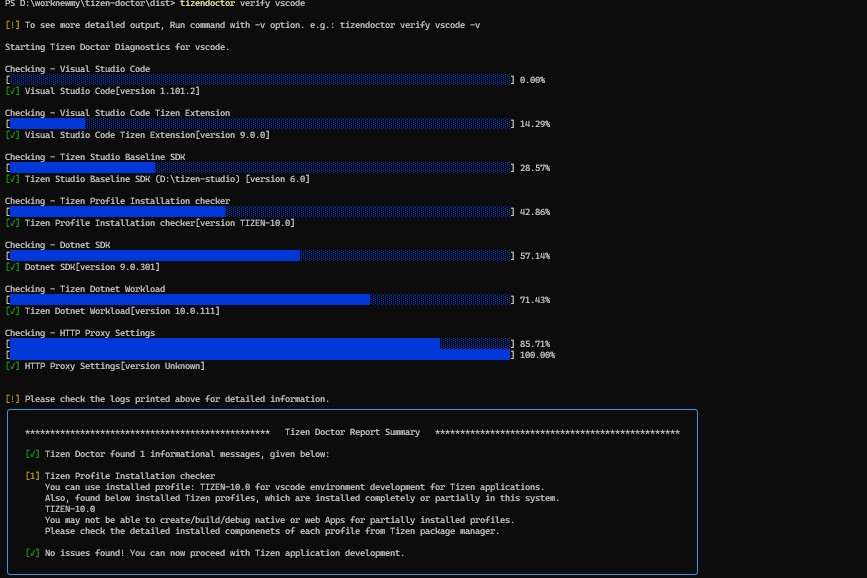 PS D:\worknewmy\tizen-doctor\dist> tizendoctor verify vscode
[!] To see more detailed output, Run command with -v option. e.g.: tizendoctor verify vscode -v
Starting Tizen Doctor Diagnostics for vscode.
Checking - Visual Studio Code
[ ] 0.00%
[√] Visual Studio Code[version 1.101.2]
Checking - Visual Studio Code Tizen Extension
[ ] 14.29%
[√] Visual Studio Code Tizen Extension[version 9.0.0]
Checking - Tizen Studio Baseline SDK
[ ] 28.57%
[√] Tizen Studio Baseline SDK (D:\tizen-studio) [version 6.0]
Checking - Tizen Profile Installation checker
[ ] 42.86%
[√] Tizen Profile Installation checker[version TIZEN-10.0]
Checking - Dotnet SDK
[ ] 57.14%
[√] Dotnet SDK[version 9.0.301]
Checking - Tizen Dotnet Workload
[ ] 71.43%
[√] Tizen Dotnet Workload[version 10.0.111]
Checking - HTTP Proxy Settings
[ ] 85.71%
[ ] 100.00%
[√] HTTP Proxy Settings[version Unknown]
[!] Please check the logs printed above for detailed information.
************************************************* Tizen Doctor Report Summary *************************************************
[√] Tizen Doctor found 1 informational messages, given below:
[1] Tizen Profile Installation checker
You can use installed profile: TIZEN-10.0 for vscode environment development for Tizen applications.
Also, found below installed Tizen profiles, which are installed completely or partially in this system.
TIZEN-10.0
You may not be able to create/build/debug native or web Apps for partially installed profiles.
Please check the detailed installed componenets of each profile from Tizen package manager.
[√] No issues found! You can now proceed with Tizen application development.